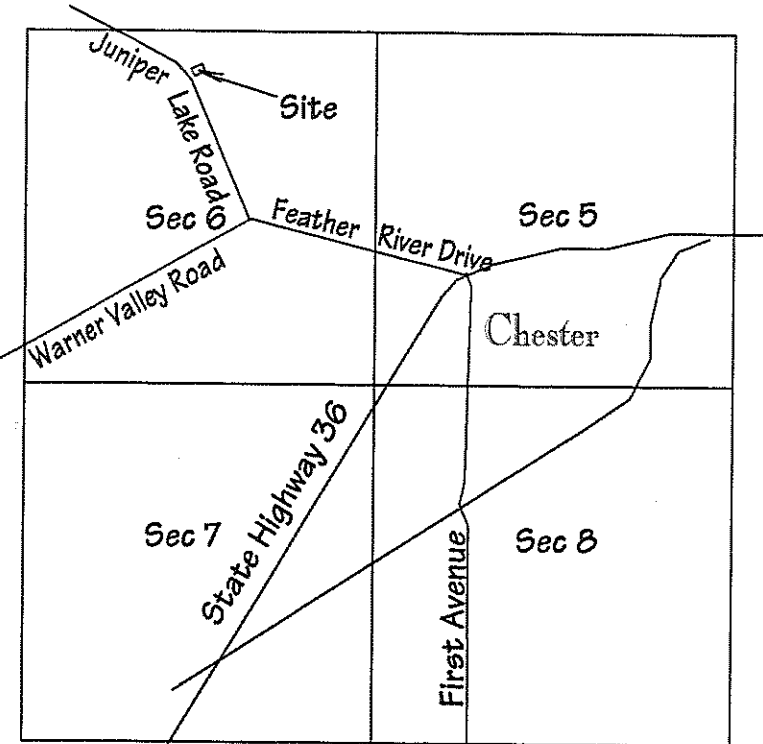 Juniper Lake Road
Site
Sec 6
Feather River Drive
Sec 5
Warner Valley Road
Chester
State Highway 36
Sec 7
First Avenue
Sec 8